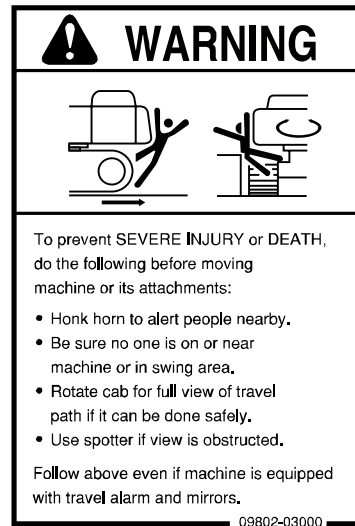 WARNING
To prevent SEVERE INJURY or DEATH,
do the following before moving
machine or its attachments:
• Honk horn to alert people nearby.
• Be sure no one is on or near
machine or in swing area.
• Rotate cab for full view of travel
path if it can be done safely.
• Use spotter if view is obstructed.
Follow above even if machine is equipped
with travel alarm and mirrors.
09802-03000